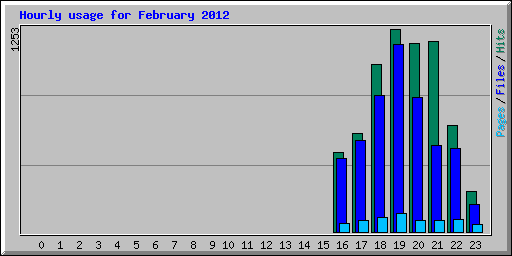 Hourly usage for February 2012
1253
Pages/Files/Hits
0 1 2 3 4 5 6 7 8 9 10 11 12 13 14 15 16 17 18 19 20 21 22 23